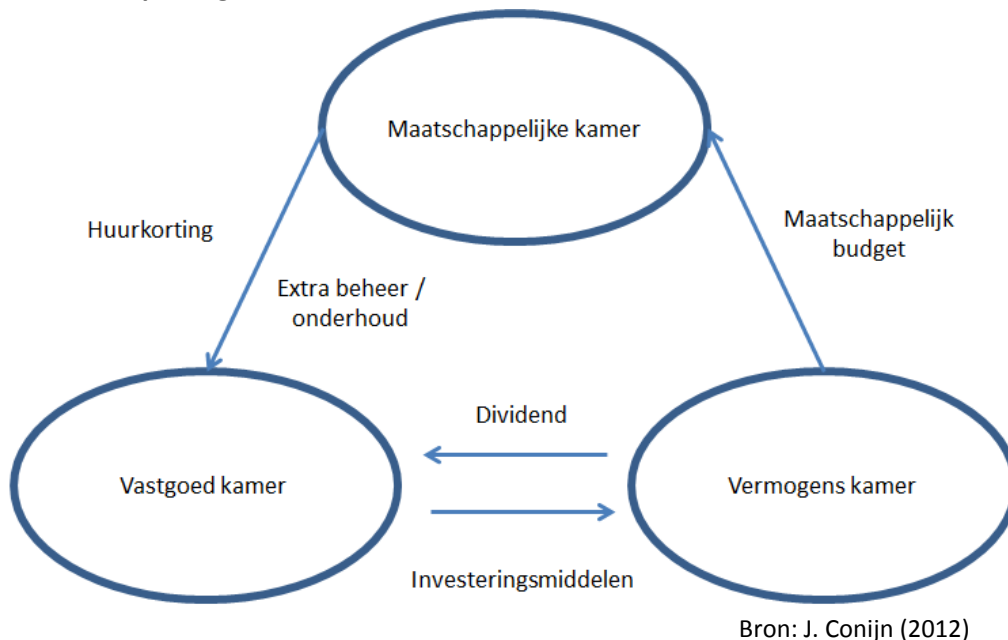 Maatschappelijke kamer
Huurkorting
Maatschappelijk
budget
Extra beheer /
onderhoud
Dividend
Vastgoed kamer
Vermogens kamer
Investeringsmiddelen
Bron: J. Conijn (2012)